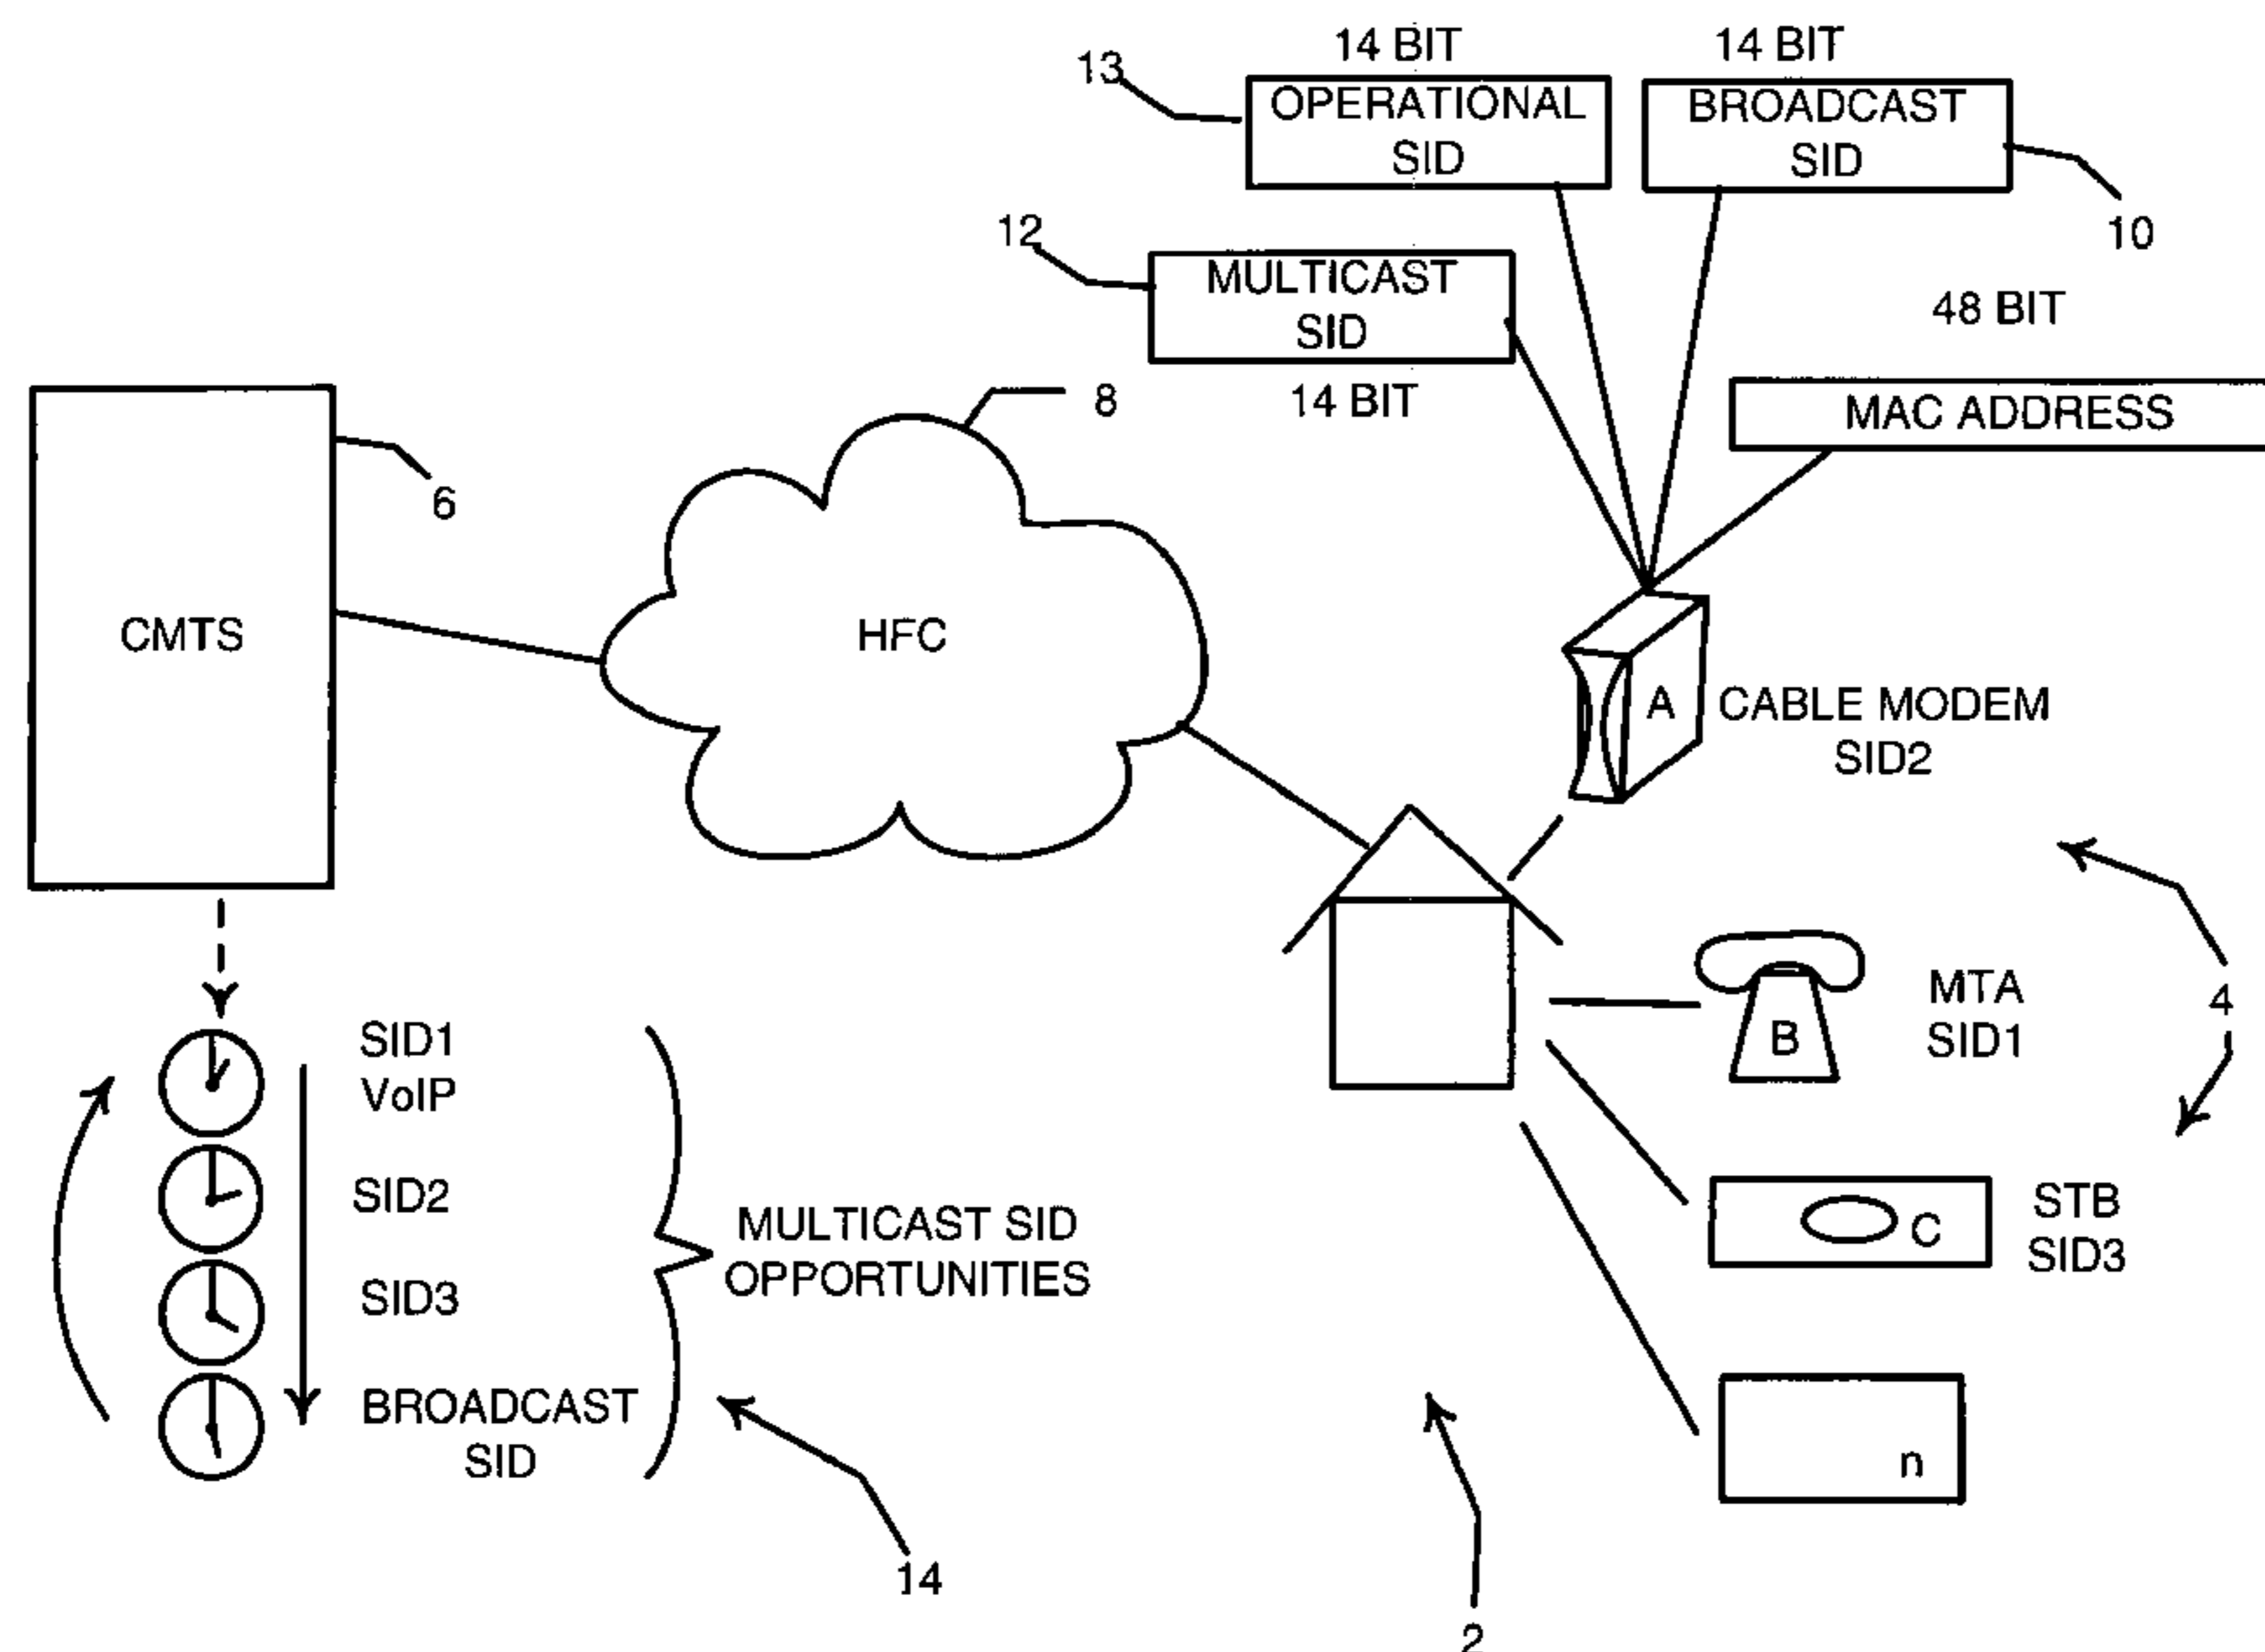 14 BIT
14 BIT
13
OPERATIONAL
SID
BROADCAST
SID
10
12
MULTICAST
SID
14 BIT
48 BIT
MAC ADDRESS
8
6
CMTS
HFC
A
CABLE MODEM
SID2
B
MTA
SID1
4
C
STB
SID3
n
SID1
VoIP
SID2
SID3
BROADCAST
SID
MULTICAST SID
OPPORTUNITIES
14
2